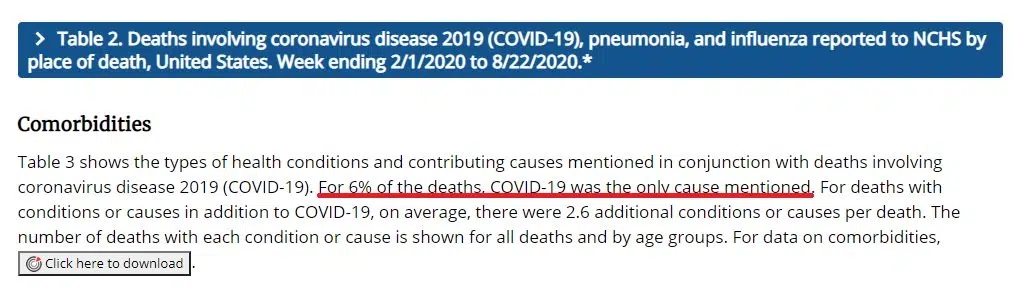 > Table 2. Deaths involving coronavirus disease 2019 (COVID-19), pneumonia, and influenza reported to NCHS by
place of death, United States. Week ending 2/1/2020 to 8/22/2020.*
Comorbidities
Table 3 shows the types of health conditions and contributing causes mentioned in conjunction with deaths involving
coronavirus disease 2019 (COVID-19). For 6% of the deaths, COVID-19 was the only cause mentioned. For deaths with
conditions or causes in addition to COVID-19, on average, there were 2.6 additional conditions or causes per death. The
number of deaths with each condition or cause is shown for all deaths and by age groups. For data on comorbidities,
Click here to download.